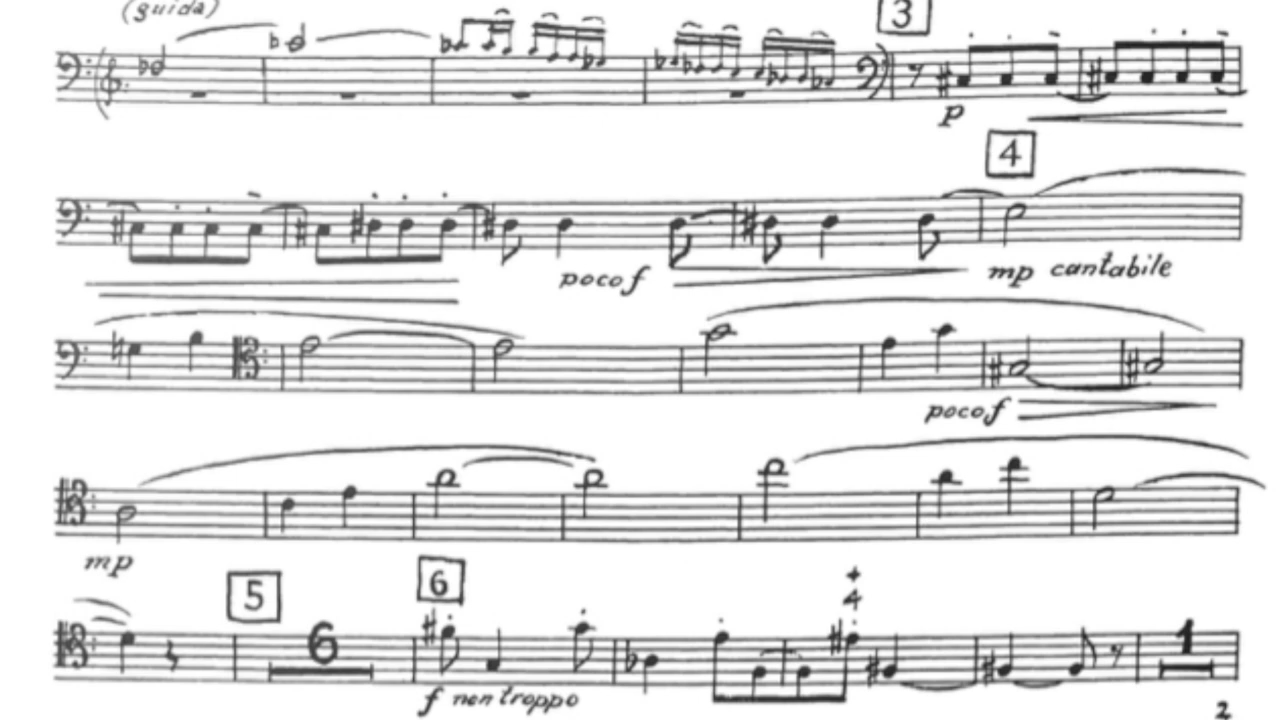 (guida)
3
p
4
poco f
mp cantabile
poco f
mp
5
6
6
4
1
f non troppo
2